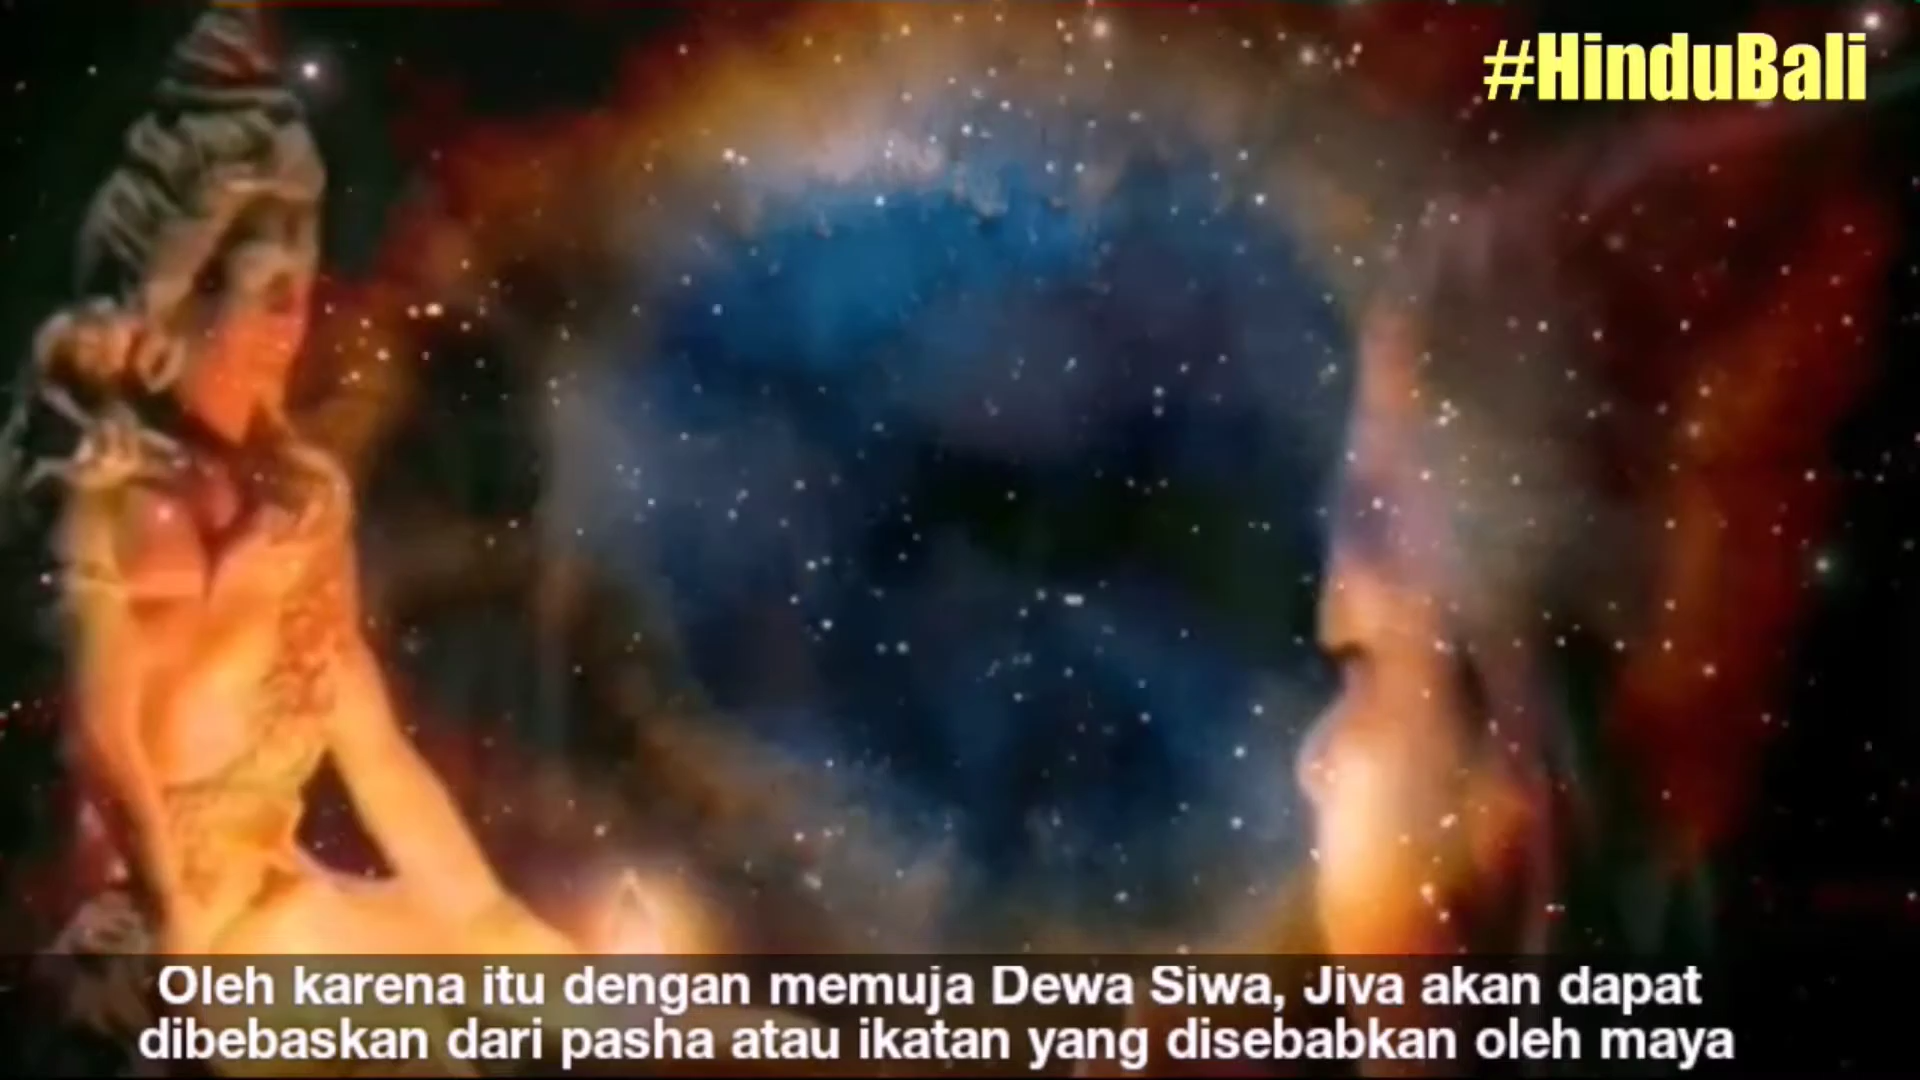 #HinduBali
Oleh karena itu dengan memuja Dewa Siwa, Jiva akan dapat
dibebaskan dari pasha atau ikatan yang disebabkan oleh maya